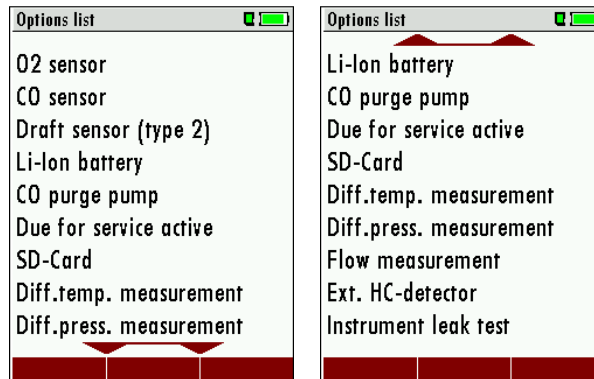 Options list
O2 sensor
CO sensor
Draft sensor (type 2)
Li-Ion battery
CO purge pump
Due for service active
SD-Card
Diff.temp. measurement
Diff.press. measurement
Options list
Li-Ion battery
CO purge pump
Due for service active
SD-Card
Diff.temp. measurement
Diff.press. measurement
Flow measurement
Ext. HC-detector
Instrument leak test